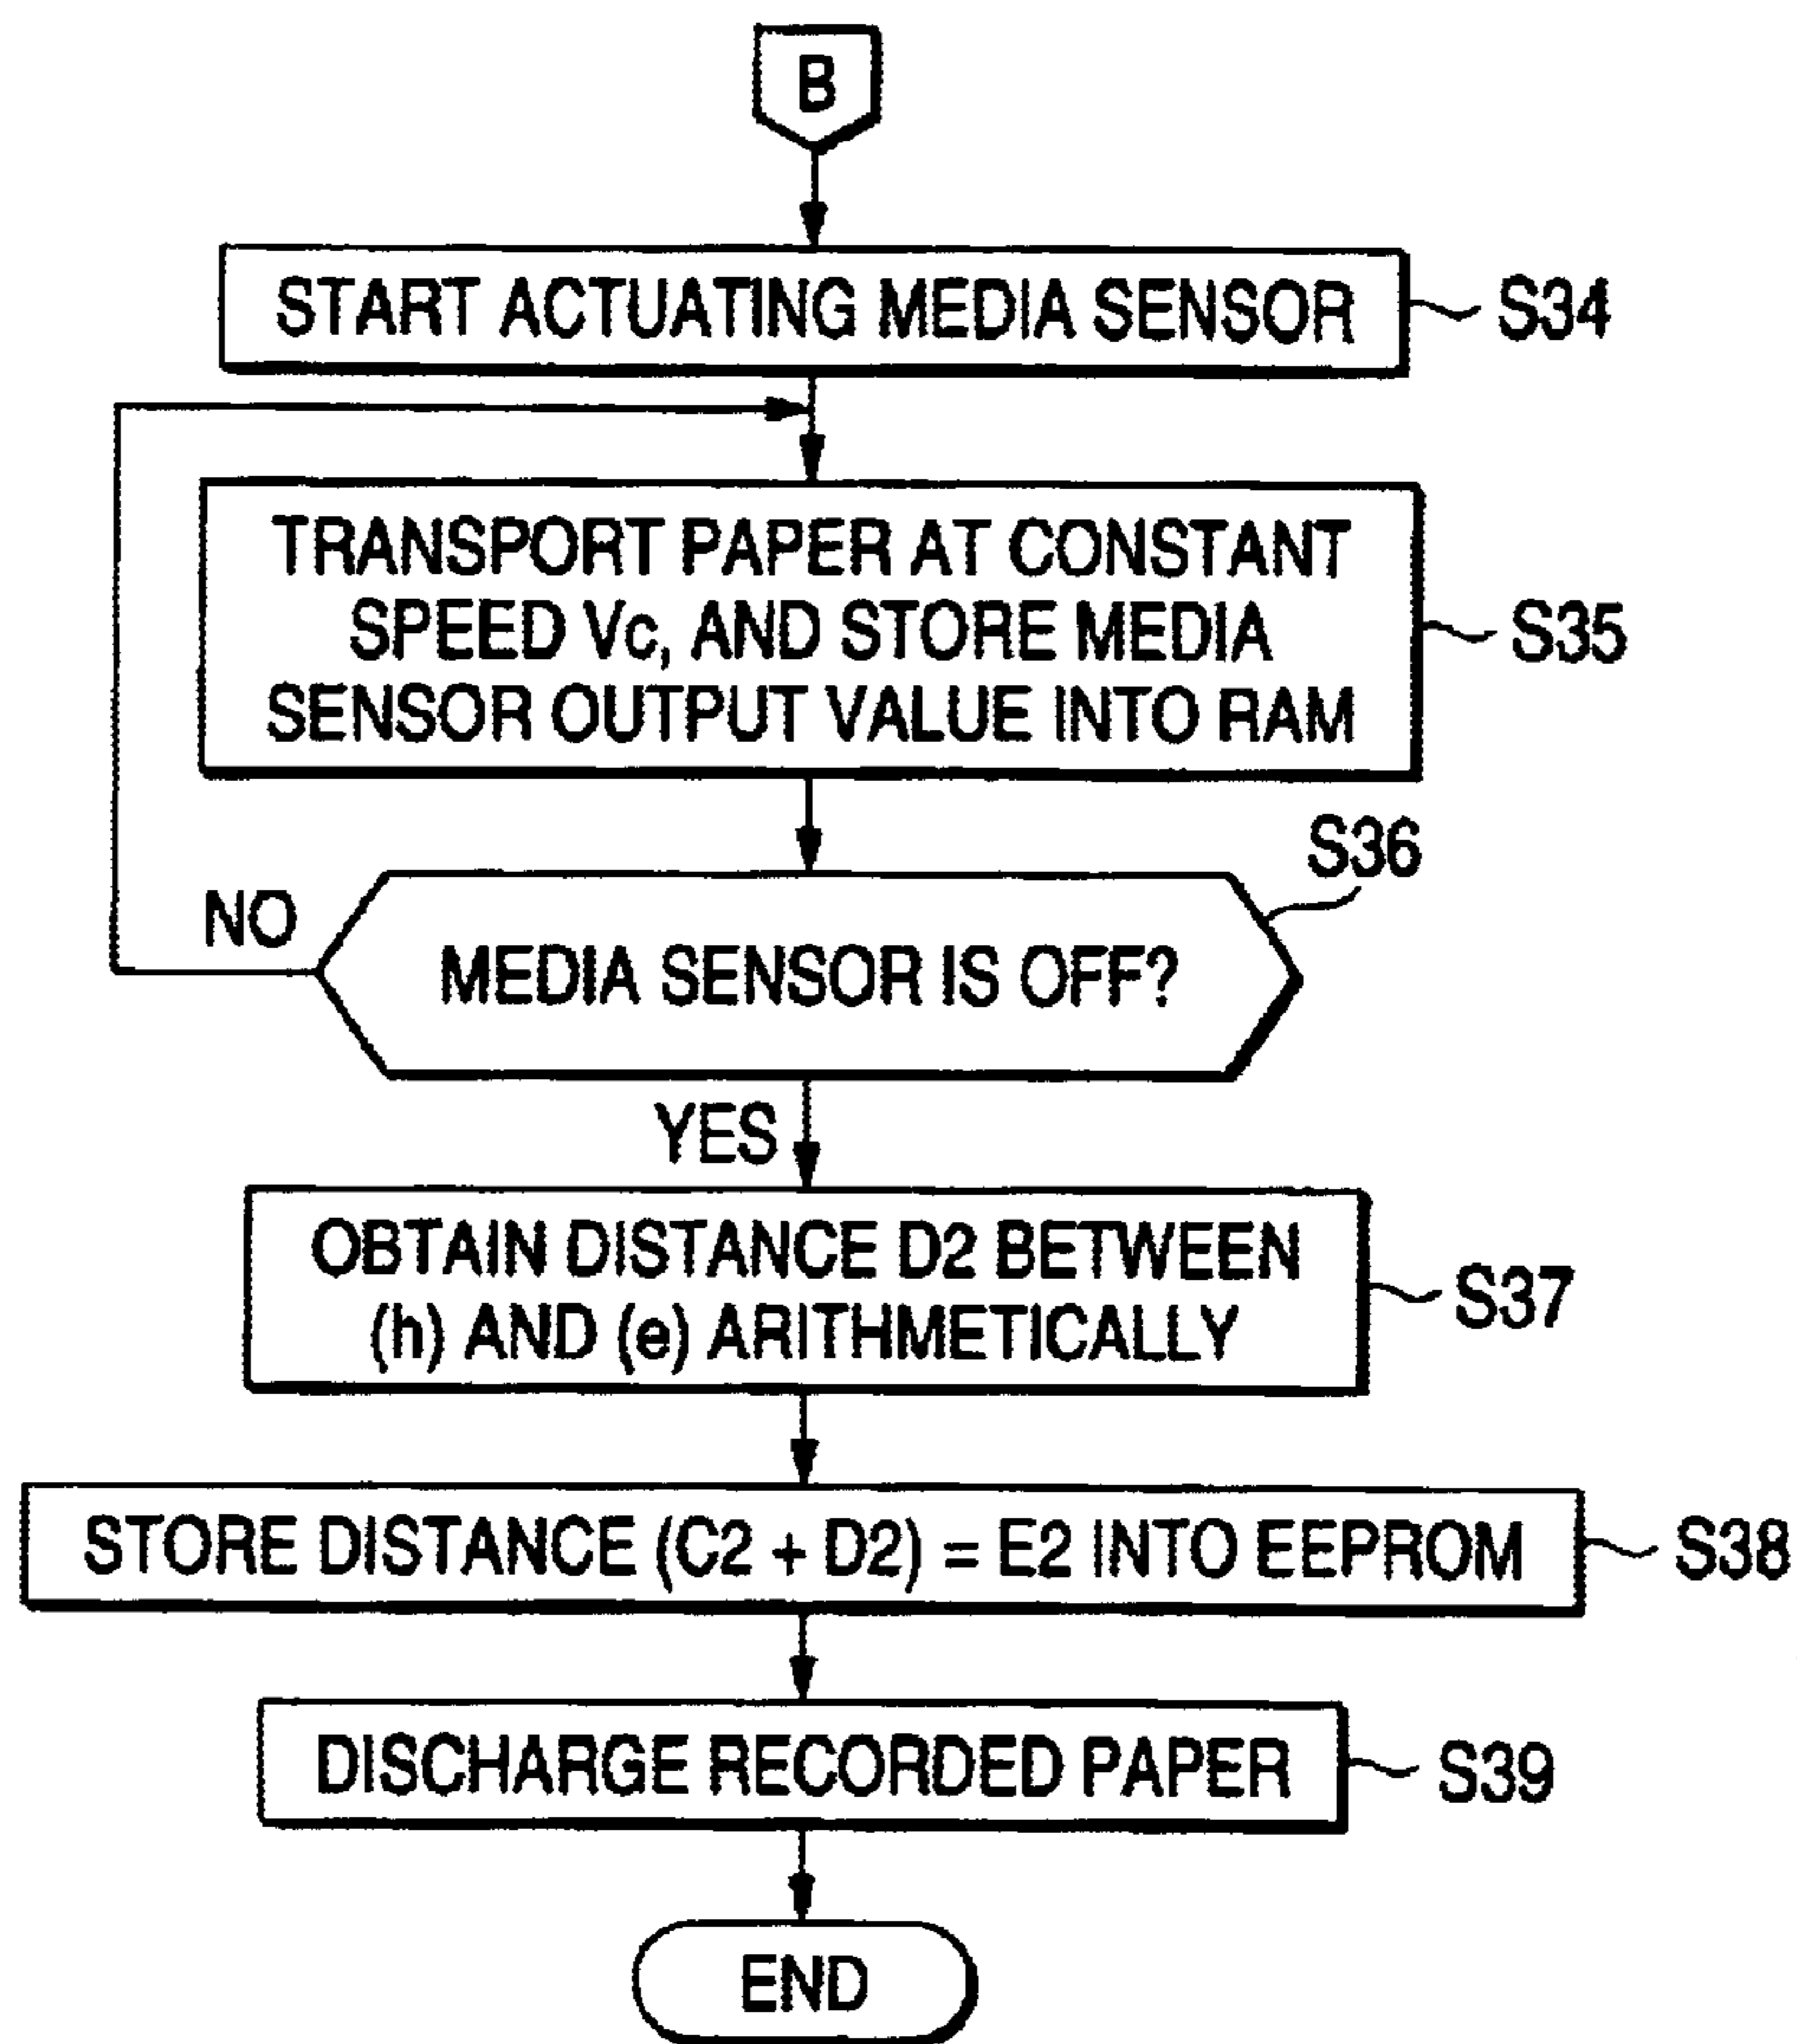 B
START ACTUATING MEDIA SENSOR
S34
TRANSPORT PAPER AT CONSTANT
SPEED Vc, AND STORE MEDIA
SENSOR OUTPUT VALUE INTO RAM
S35
S36
NO
MEDIA SENSOR IS OFF?
YES
OBTAIN DISTANCE D2 BETWEEN
(h) AND (e) ARITHMETICALLY
S37
STORE DISTANCE (C2 + D2) = E2 INTO EEPROM
S38
DISCHARGE RECORDED PAPER
S39
END